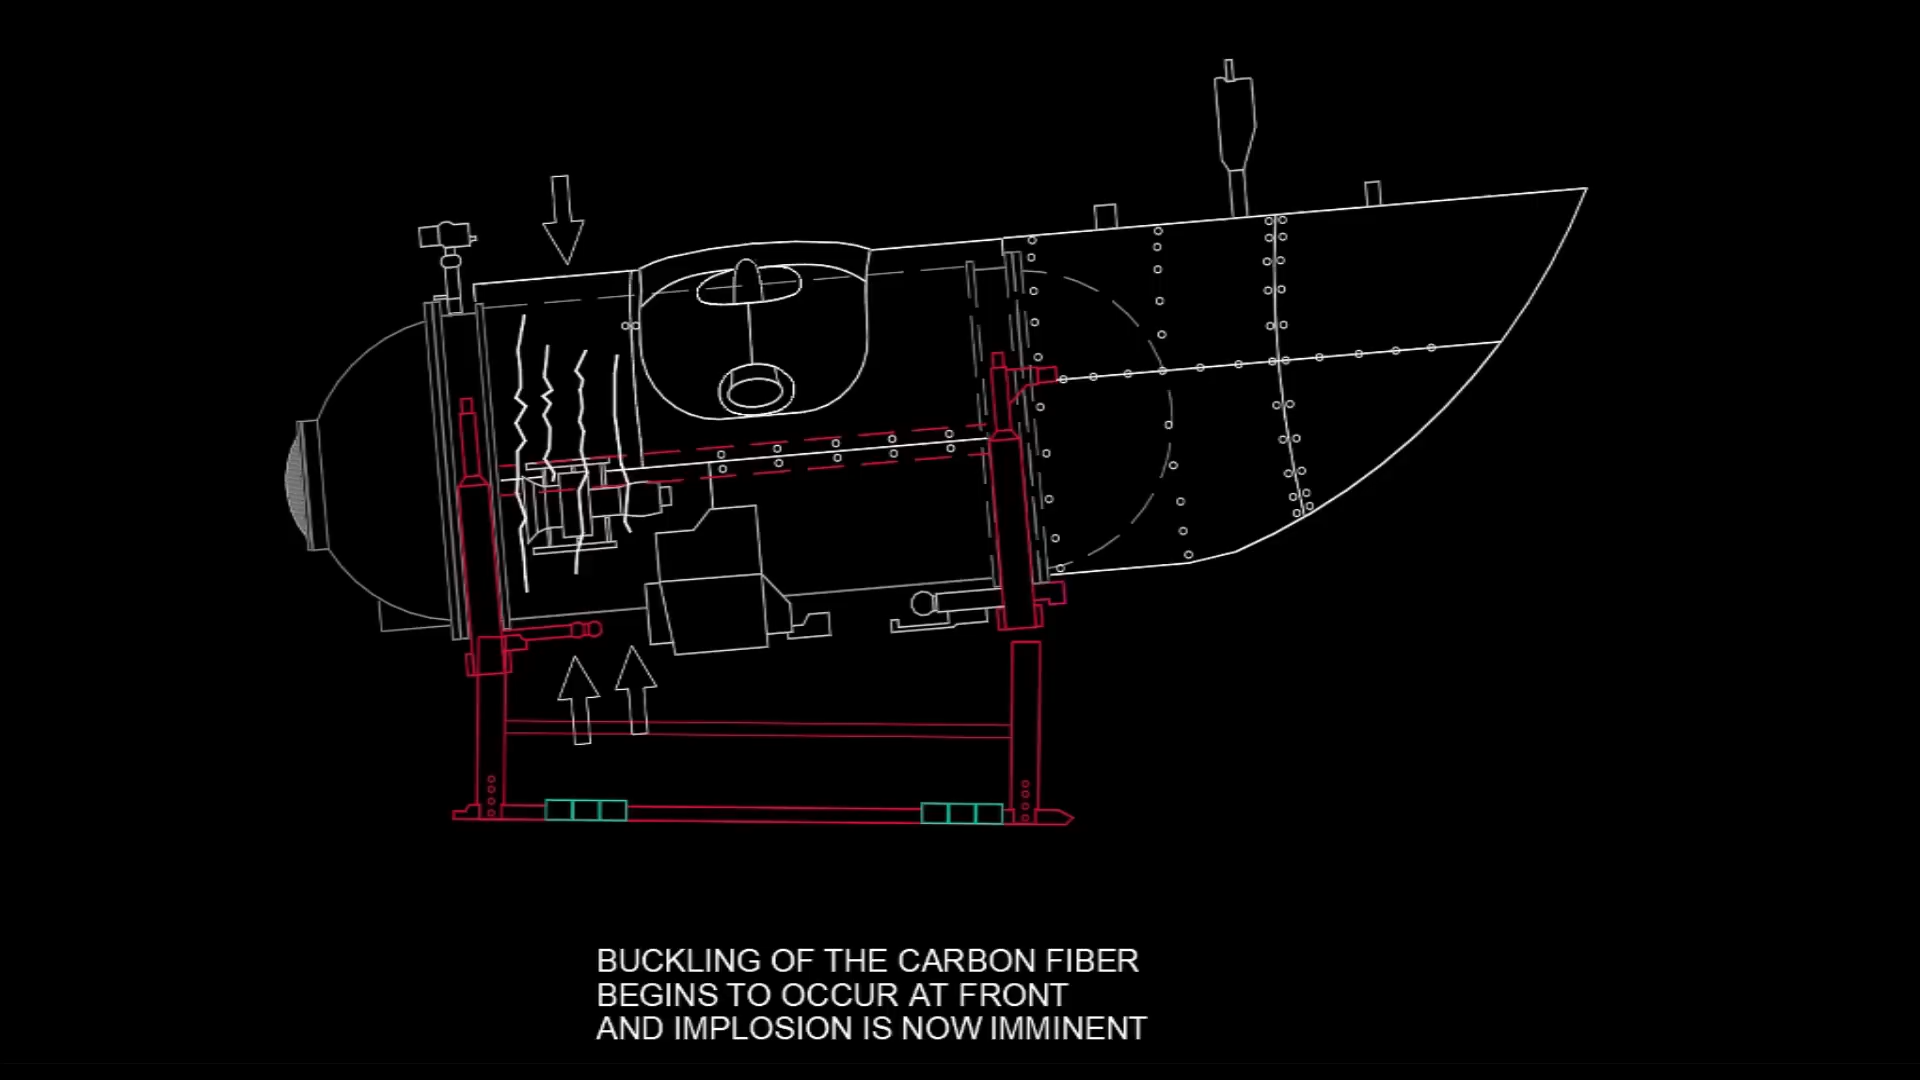 BUCKLING OF THE CARBON FIBER
BEGINS TO OCCUR AT FRONT
AND IMPLOSION IS NOW IMMINENT